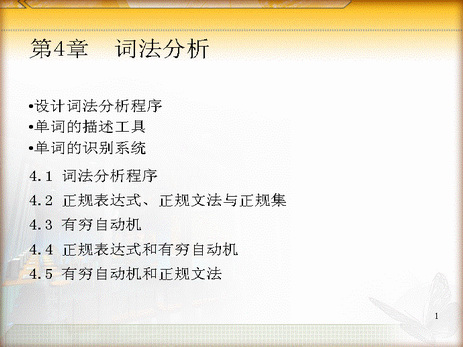 第4章　词法分析
•设计词法分析程序
•单词的描述工具
•单词的识别系统
4.1 词法分析程序
4.2 正规表达式、正规文法与正规集
4.3 有穷自动机
4.4 正规表达式和有穷自动机
4.5 有穷自动机和正规文法
1